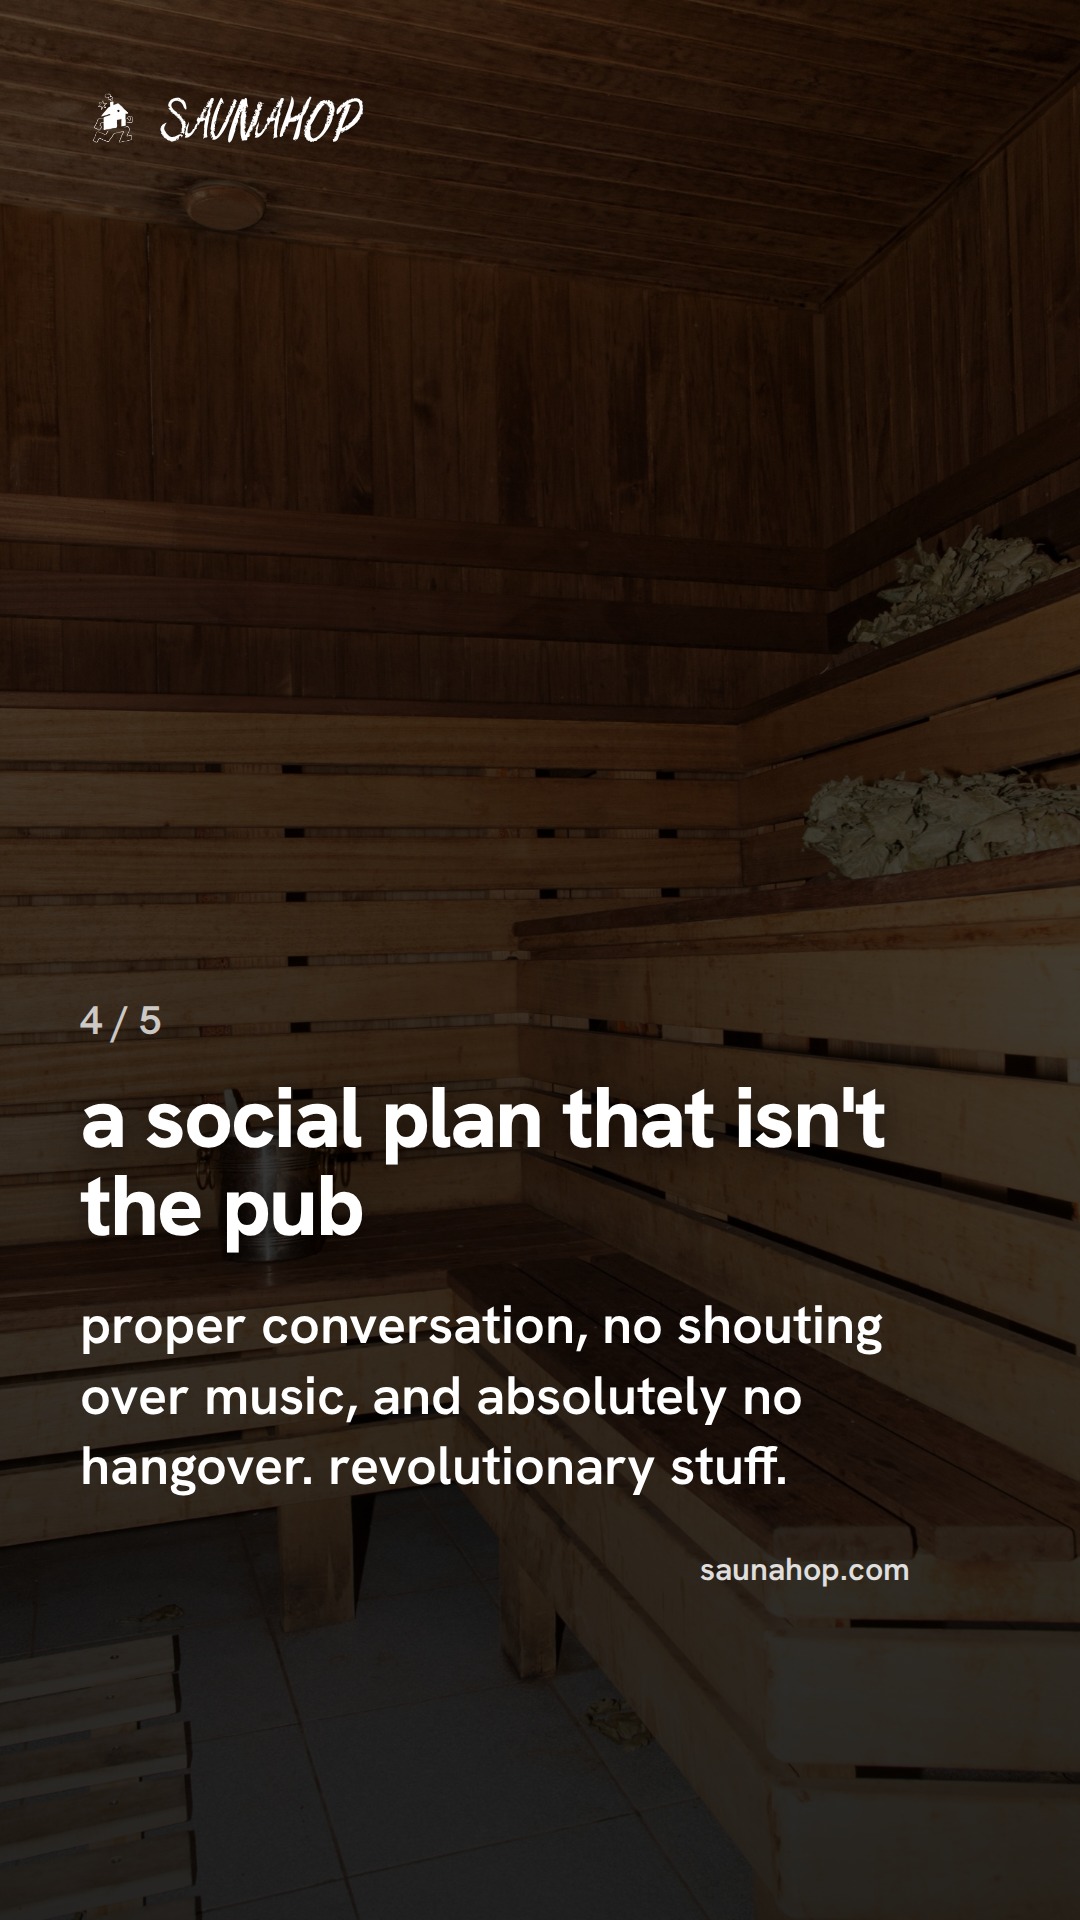 SAUNAHOP
4 / 5
a social plan that isn't
the pub
proper conversation, no shouting
over music, and absolutely no
hangover. revolutionary stuff.
saunahop.com